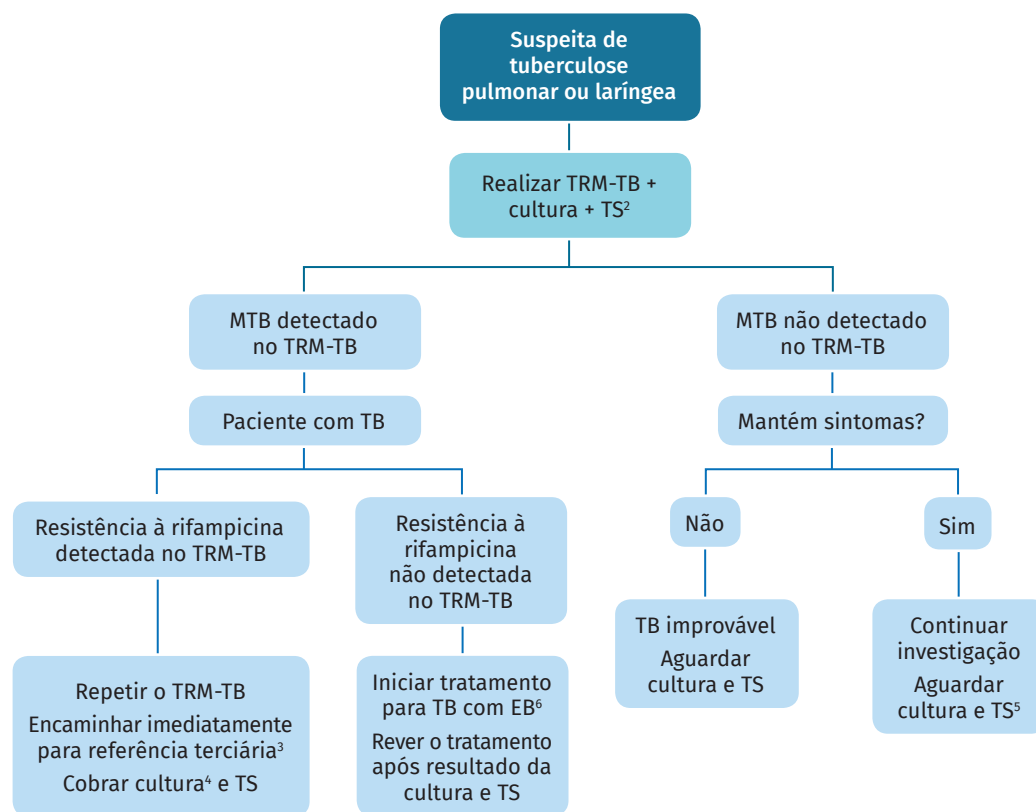 Suspeita de
tuberculose
pulmonar ou laríngea
Realizar TRM-TB +
cultura + TS²
MTB detectado
no TRM-TB
MTB não detectado
no TRM-TB
Paciente com TB
Mantém sintomas?
Resistência à rifampicina
detectada no TRM-TB
Resistência à
rifampicina
não detectada
no TRM-TB
Não
Sim
Repetir o TRM-TB
Encaminhar imediatamente
para referência terciária³
Cobrar cultura⁴ e TS
Iniciar tratamento
para TB com EB⁶
Rever o tratamento
após resultado da
cultura e TS
TB improvável
Aguardar
cultura e TS
Continuar
investigação
Aguardar
cultura e TS⁵